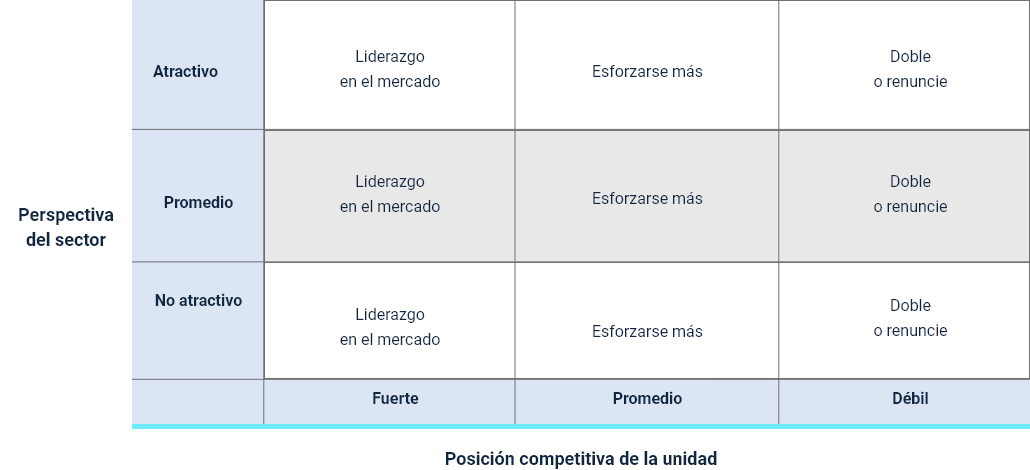 Perspectiva
del sector
Atractivo
Liderazgo
en el mercado
Esforzarse más
Doble
o renuncie
Promedio
Liderazgo
en el mercado
Esforzarse más
Doble
o renuncie
No atractivo
Liderazgo
en el mercado
Esforzarse más
Doble
o renuncie
Fuerte
Promedio
Débil
Posición competitiva de la unidad